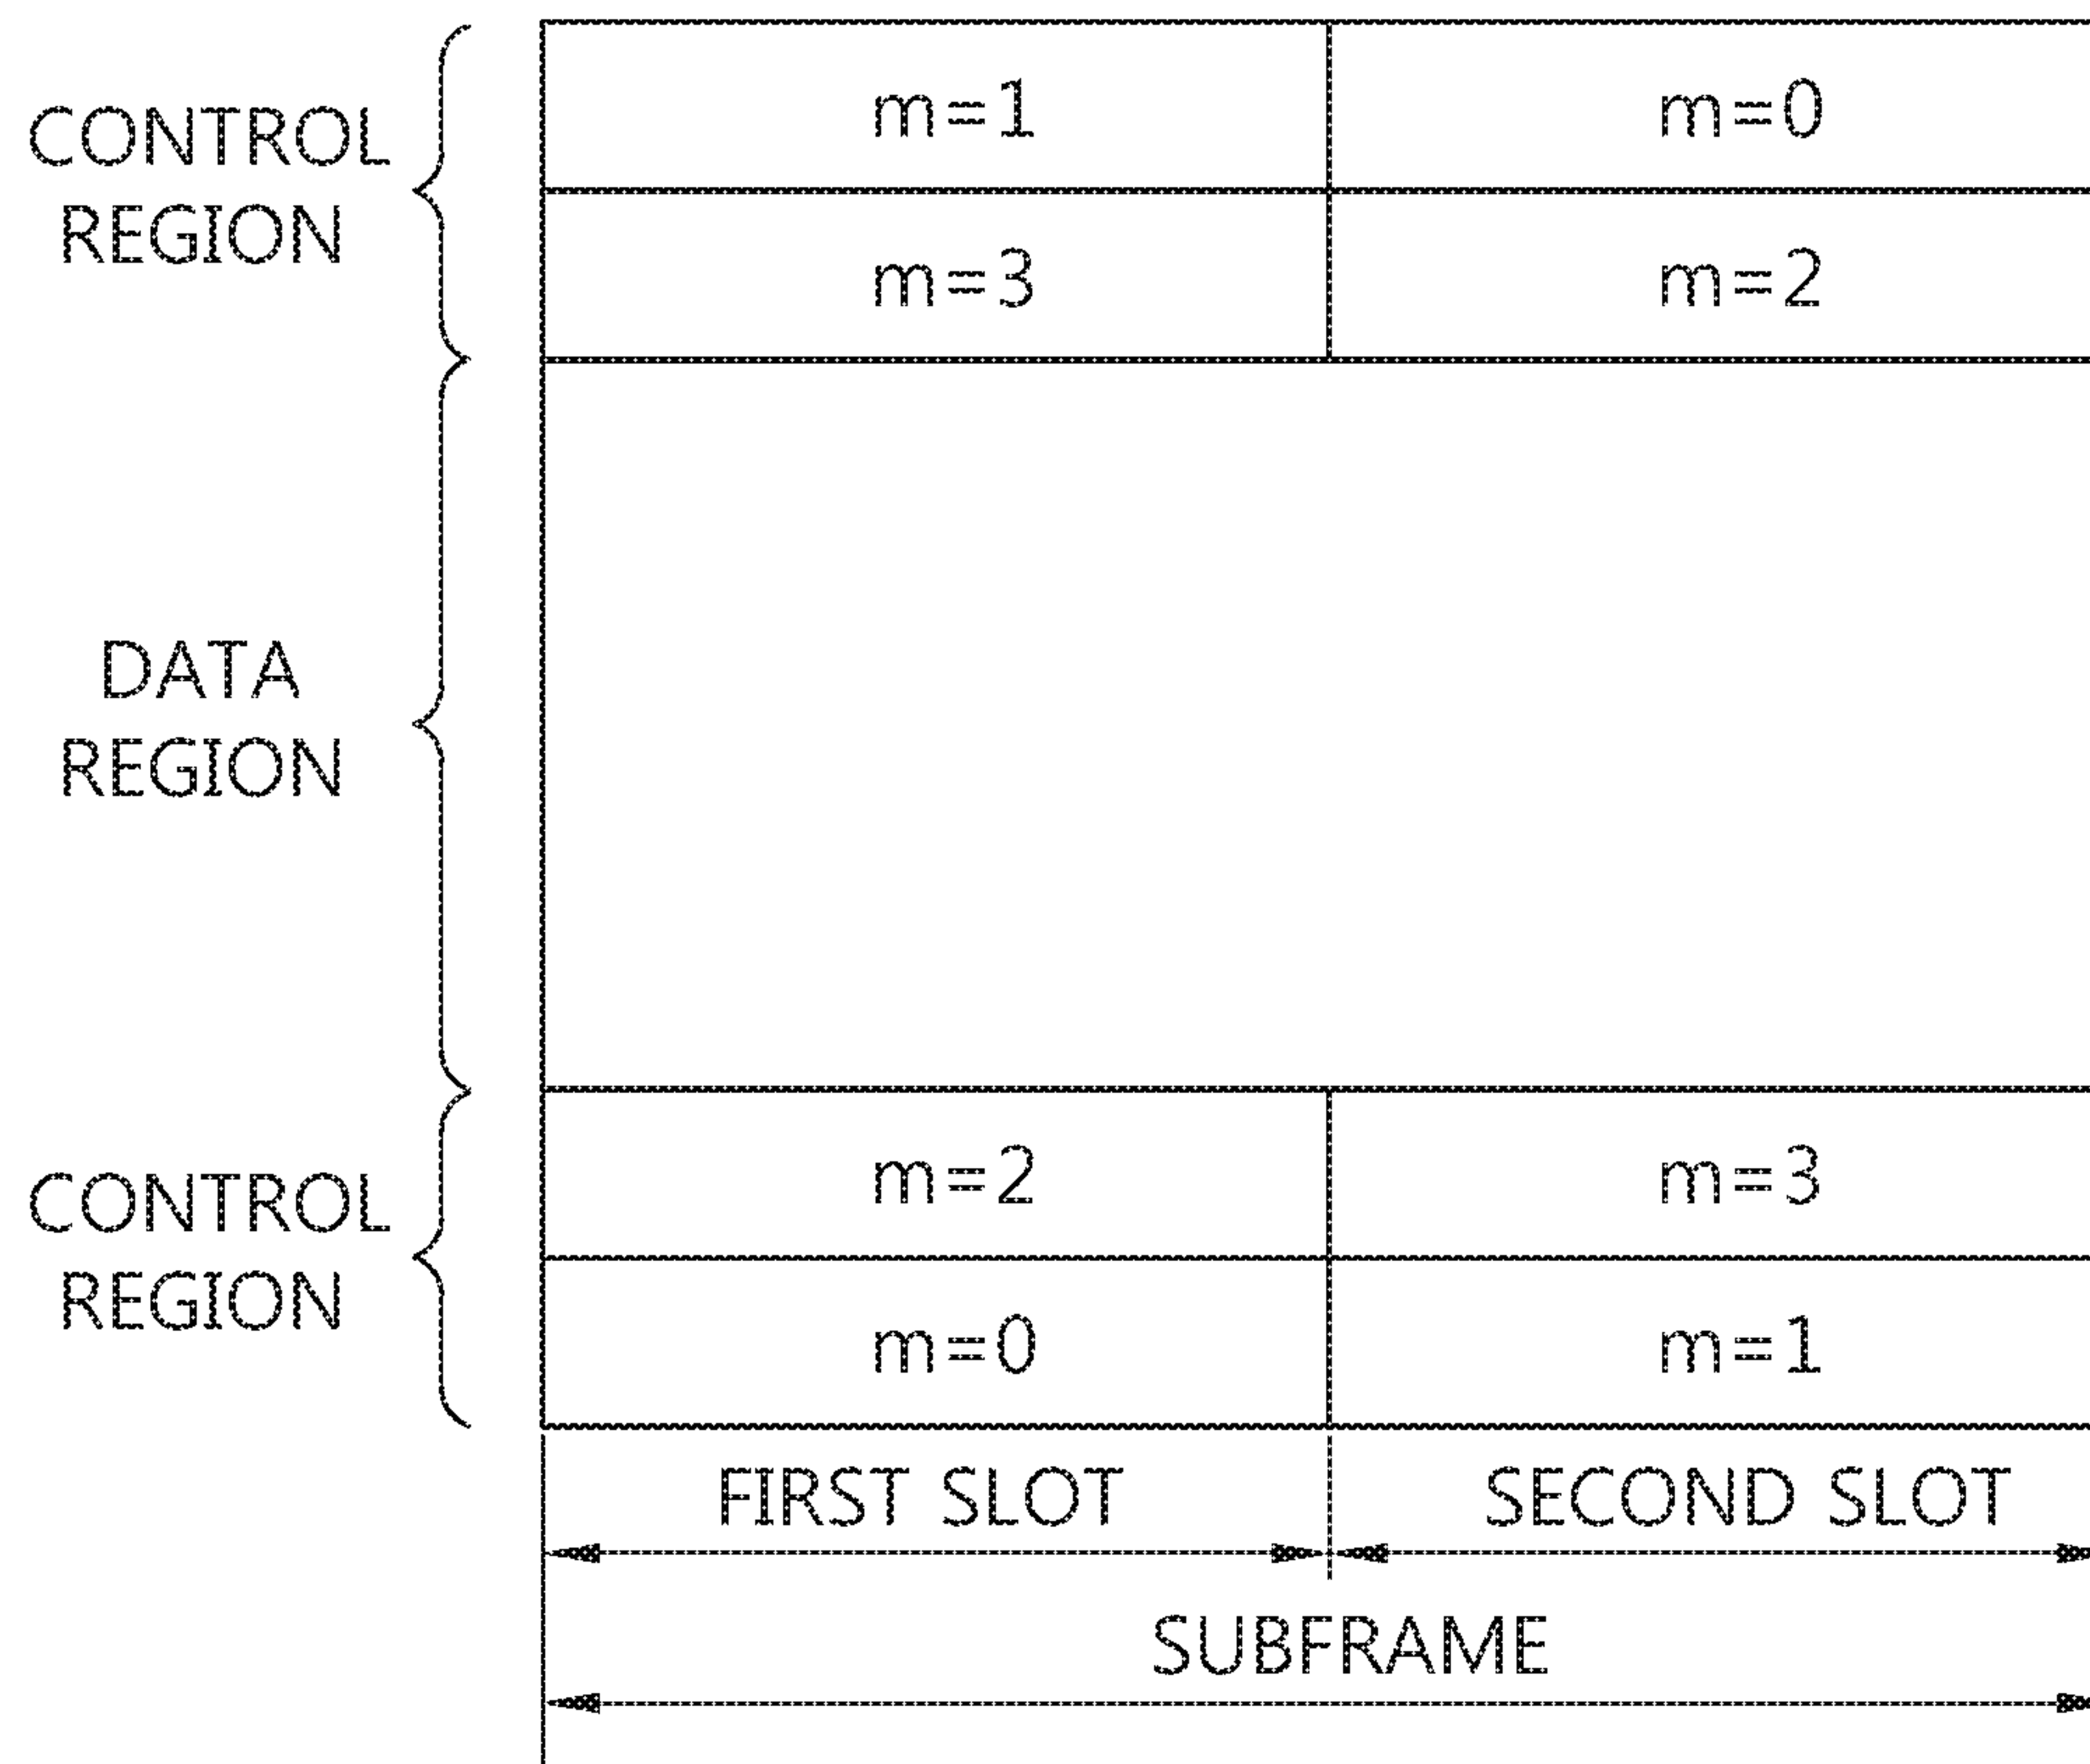 CONTROL
REGION
m=1
m=0
m=3
m=2
DATA
REGION
CONTROL
REGION
m=2
m=3
m=0
m=1
FIRST SLOT
SECOND SLOT
SUBFRAME